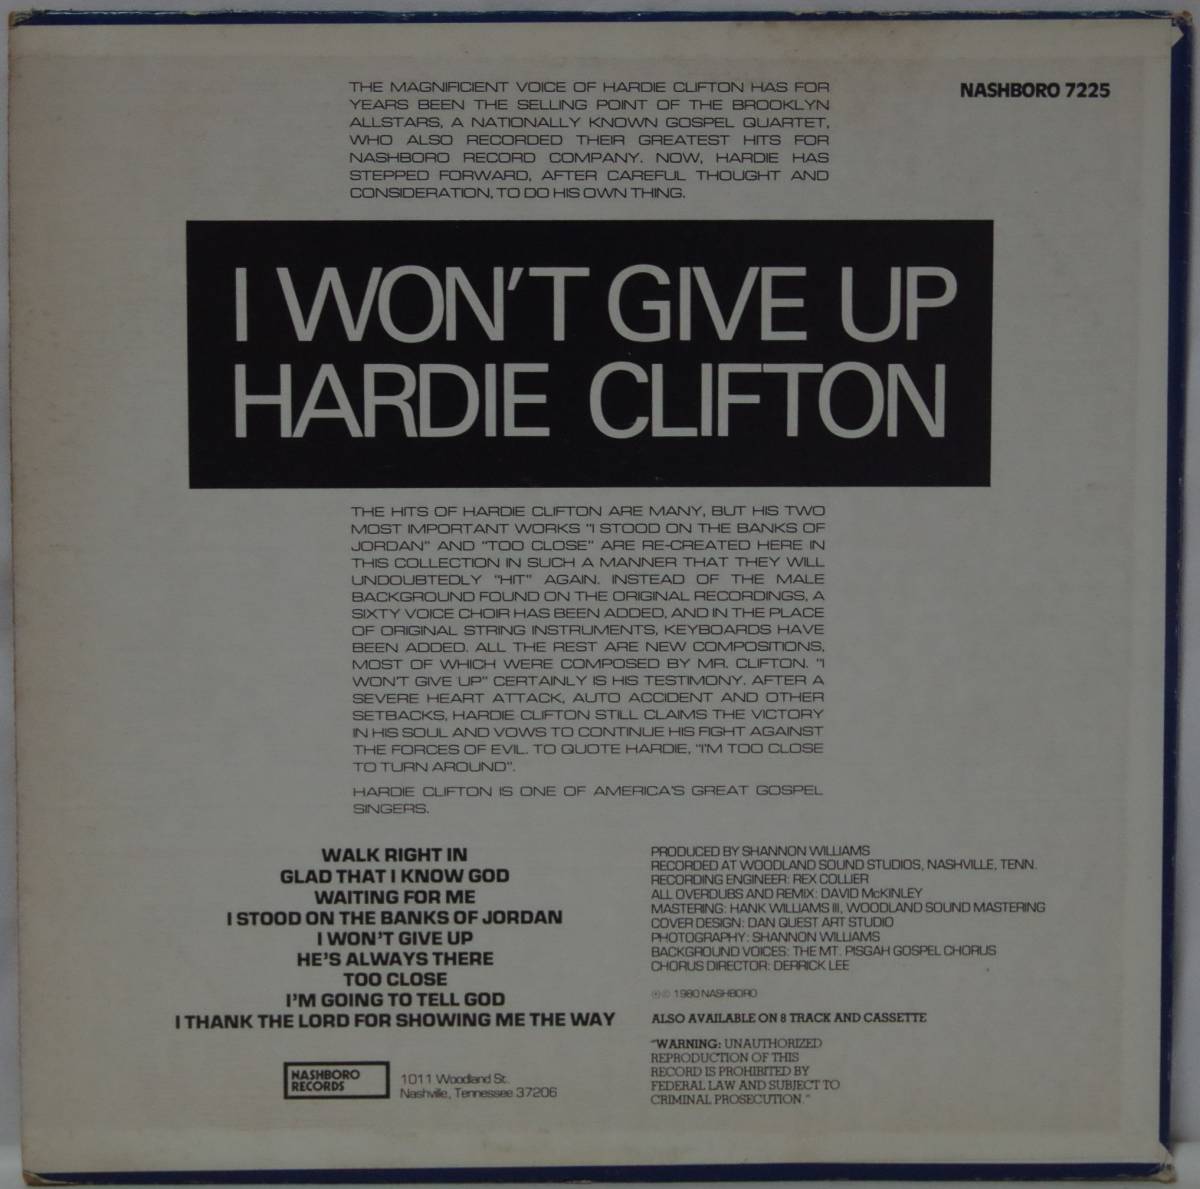 THE MAGNIFICIENT VOICE OF HARDIE CLIFTON HAS FOR
YEARS BEEN THE SELLING POINT OF THE BROOKLYN
ALLSTARS, A NATIONALLY KNOWN GOSPEL QUARTET,
WHO ALSO RECORDED THEIR GREATEST HITS FOR
NASHBORO RECORD COMPANY. NOW, HARDIE HAS
STEPPED FORWARD, AFTER CAREFUL THOUGHT AND
CONSIDERATION, TO DO HIS OWN THING.
NASHBORO 7225
I WON'T GIVE UP
HARDIE CLIFTON
THE HITS OF HARDIE CLIFTON ARE MANY, BUT HIS TWO
MOST IMPORTANT WORKS "I STOOD ON THE BANKS OF
JORDAN" AND "TOO CLOSE" ARE RE-CREATED HERE IN
THIS COLLECTION IN SUCH A MANNER THAT THEY WILL
UNDOUBTEDLY "HIT" AGAIN. INSTEAD OF THE MALE
BACKGROUND FOUND ON THE ORIGINAL RECORDINGS, A
SIXTY VOICE CHOIR HAS BEEN ADDED, AND IN THE PLACE
OF ORIGINAL STRING INSTRUMENTS, KEYBOARDS HAVE
BEEN ADDED. ALL THE REST ARE NEW COMPOSITIONS,
MOST OF WHICH WERE COMPOSED BY MR. CLIFTON. "I
WON'T GIVE UP" CERTAINLY IS HIS TESTIMONY. AFTER A
SEVERE HEART ATTACK, AUTO ACCIDENT AND OTHER
SETBACKS, HARDIE CLIFTON STILL CLAIMS THE VICTORY
IN HIS SOUL AND VOWS TO CONTINUE HIS FIGHT AGAINST
THE FORCES OF EVIL. TO QUOTE HARDIE, "I'M TOO CLOSE
TO TURN AROUND".
HARDIE CLIFTON IS ONE OF AMERICA'S GREAT GOSPEL
SINGERS.
WALK RIGHT IN
GLAD THAT I KNOW GOD
WAITING FOR ME
I STOOD ON THE BANKS OF JORDAN
I WON'T GIVE UP
HE'S ALWAYS THERE
TOO CLOSE
I'M GOING TO TELL GOD
I THANK THE LORD FOR SHOWING ME THE WAY
NASHBORO
RECORDS
1011 Woodland St.
Nashville, Tennessee 37206
PRODUCED BY SHANNON WILLIAMS
RECORDED AT WOODLAND SOUND STUDIOS, NASHVILLE, TENN.
RECORDING ENGINEER: REX COLLIER
ALL OVERDUBS AND REMIX: DAVID McKINLEY
MASTERING: HANK WILLIAMS III, WOODLAND SOUND MASTERING
COVER DESIGN: DAN QUEST ART STUDIO
PHOTOGRAPHY: SHANNON WILLIAMS
BACKGROUND VOICES: THE MT. PISGAH GOSPEL CHORUS
CHORUS DIRECTOR: DERRICK LEE
℗© 1980 NASHBORO
ALSO AVAILABLE ON 8 TRACK AND CASSETTE
"WARNING: UNAUTHORIZED
REPRODUCTION OF THIS
RECORD IS PROHIBITED BY
FEDERAL LAW AND SUBJECT TO
CRIMINAL PROSECUTION."